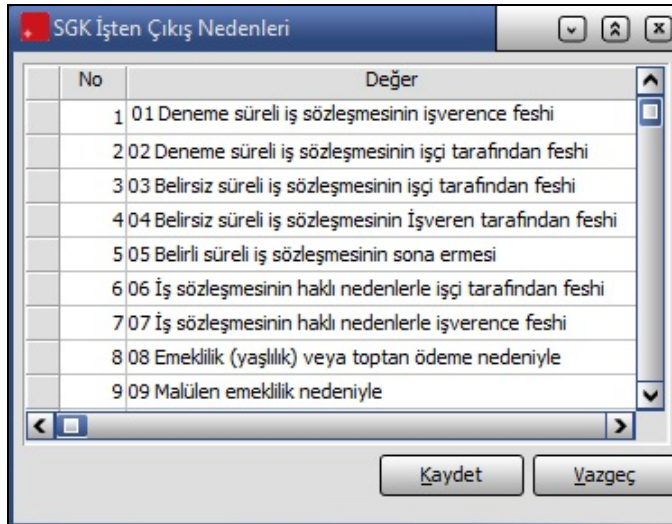 SGK İşten Çıkış Nedenleri
No Değer
1 01 Deneme süreli iş sözleşmesinin işverence feshi
2 02 Deneme süreli iş sözleşmesinin işçi tarafından feshi
3 03 Belirsiz süreli iş sözleşmesinin işçi tarafından feshi
4 04 Belirsiz süreli iş sözleşmesinin İşveren tarafından feshi
5 05 Belirli süreli iş sözleşmesinin sona ermesi
6 06 İş sözleşmesinin haklı nedenlerle işçi tarafından feshi
7 07 İş sözleşmesinin haklı nedenlerle işverence feshi
8 08 Emeklilik (yaşlılık) veya toptan ödeme nedeniyle
9 09 Malülen emeklilik nedeniyle
Kaydet Vazgeç